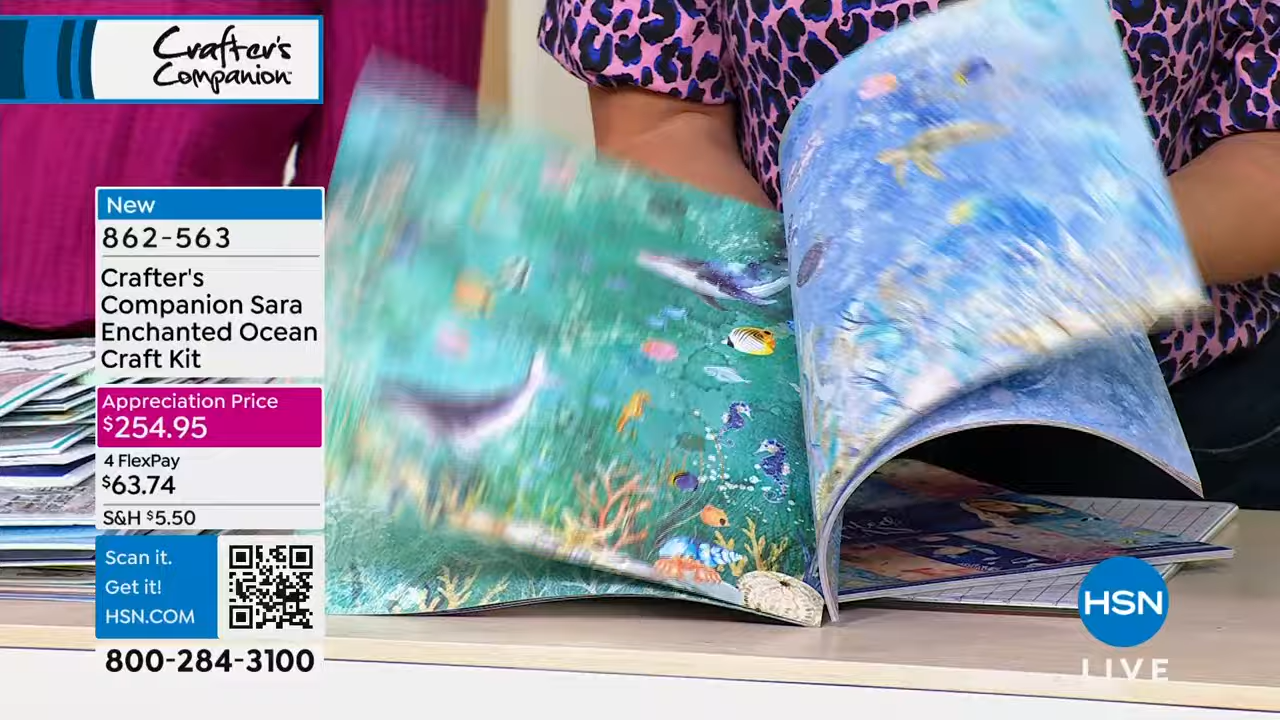 Crafter's
Companion
New
862-563
Crafter's
Companion Sara
Enchanted Ocean
Craft Kit
Appreciation Price
$254.95
4 FlexPay
$63.74
S&H $5.50
Scan it.
Get it!
HSN.COM
800-284-3100
HSN
LIVE